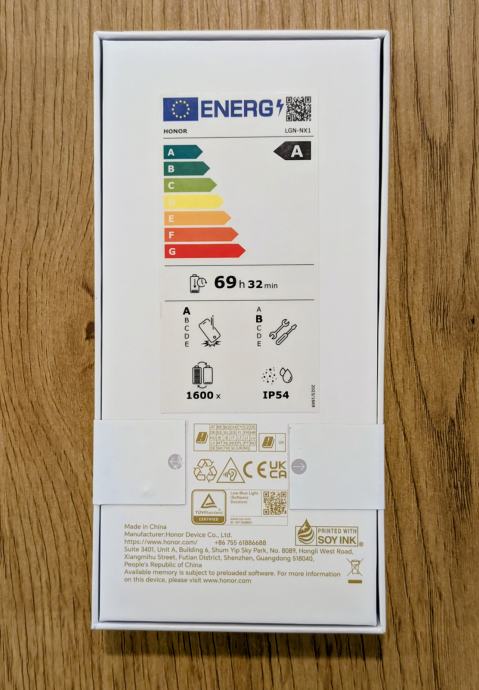 ENERG
HONOR LGN-NX1
A A
B
C
D
E
F
G
69 h 32 min
A A
B B
C C
D D
E E
1600 x IP54
2023/1669
CE UK CA
TÜVRheinland
CERTIFIED
Low Blue Light
(Software
Solution)
PRINTED WITH
SOY INK
Made in China
Manufacturer:Honor Device Co., Ltd.
https://www.honor.com/ +86 755 61886688
Suite 3401, Unit A, Building 6, Shum Yip Sky Park, No. 8089, Hongli West Road,
Xiangmihu Street, Futian District, Shenzhen, Guangdong 518040,
People's Republic of China
Available memory is subject to preloaded software. For more information
on this device, please visit www.honor.com